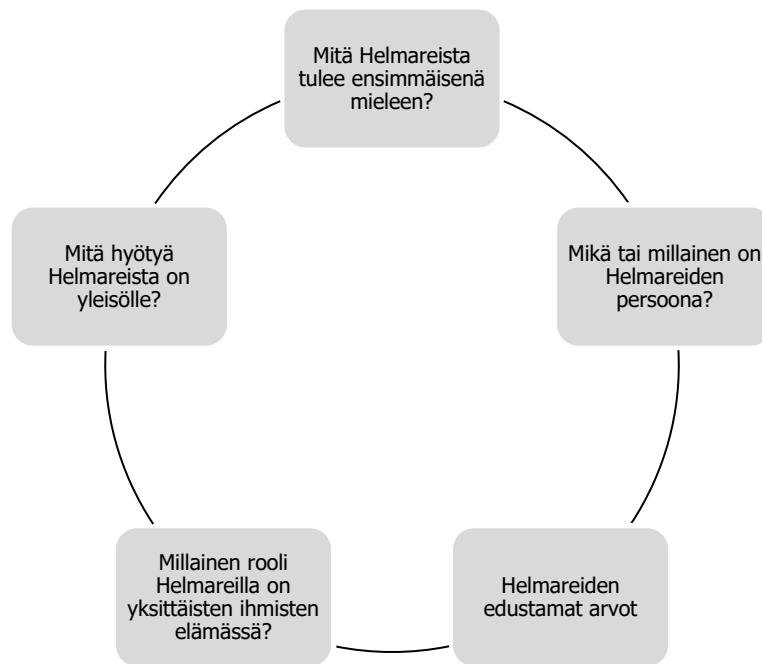 Mitä Helmareista
tulee ensimmäisenä
mieleen?
Mikä tai millainen on
Helmareiden
persoona?
Helmareiden
edustamat arvot
Millainen rooli
Helmareilla on
yksittäisten ihmisten
elämässä?
Mitä hyötyä
Helmareista on
yleisölle?